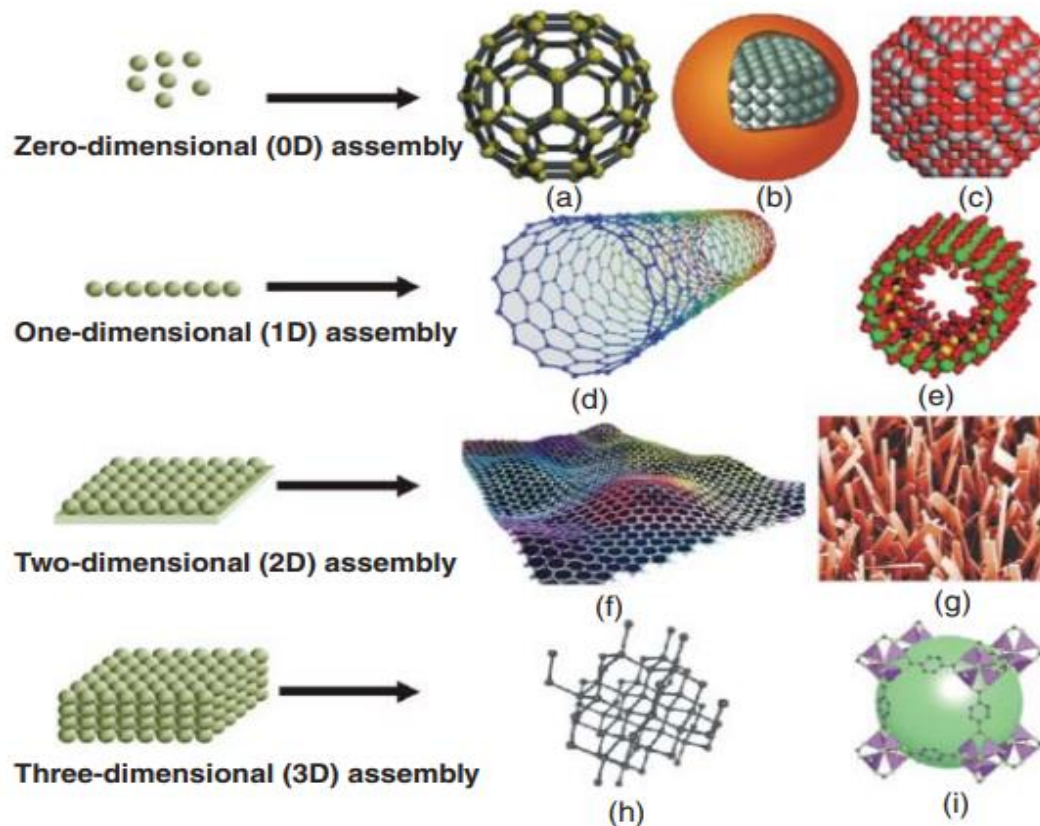 (a)
(b)
(c)
Zero-dimensional (0D) assembly
(d)
(e)
One-dimensional (1D) assembly
(f)
(g)
Two-dimensional (2D) assembly
(h)
(i)
Three-dimensional (3D) assembly